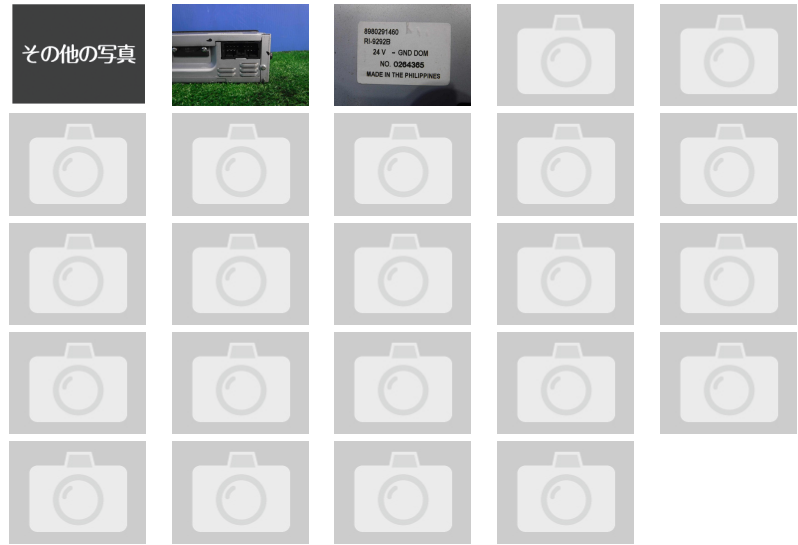 その他の写真
8980291460
RI-9292B
24 V - GND DOM
NO. 0264365
MADE IN THE PHILIPPINES